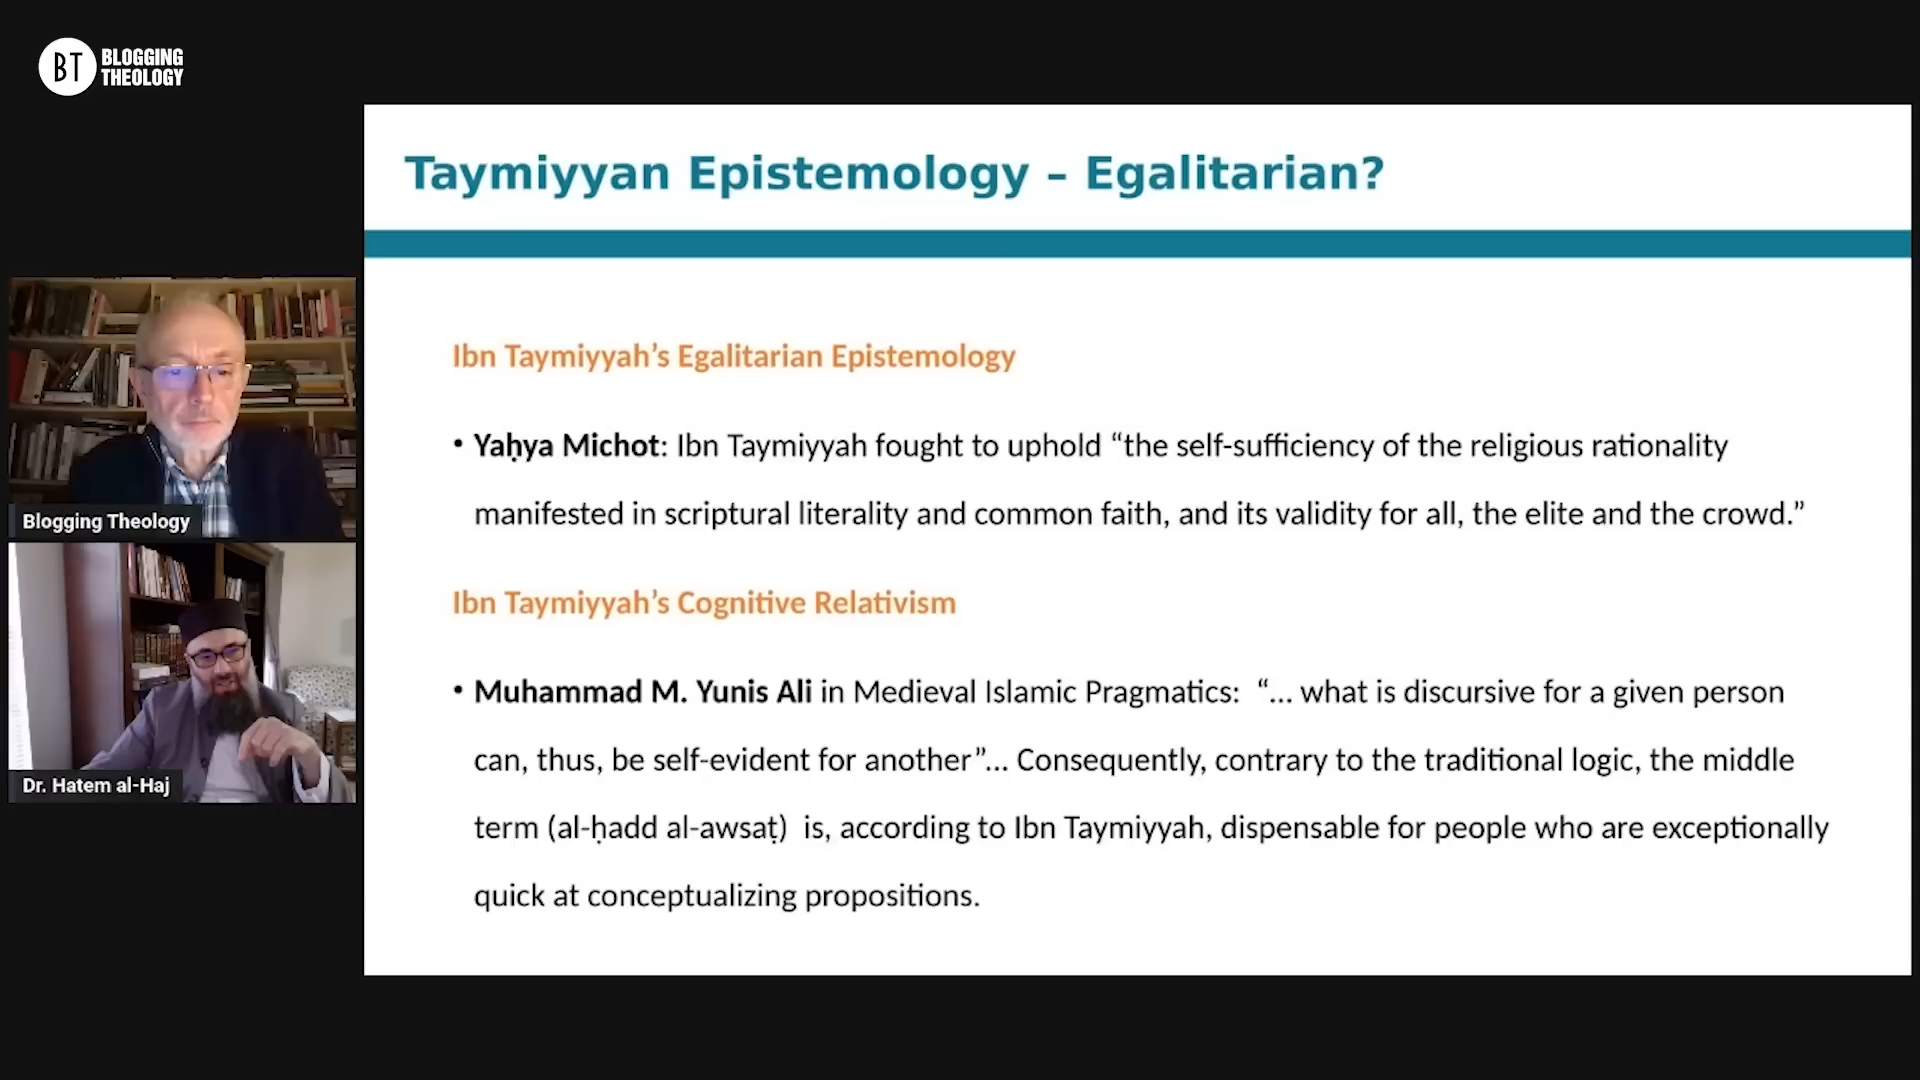 BT BLOGGING
THEOLOGY
Taymiyyan Epistemology – Egalitarian?
Ibn Taymiyyah’s Egalitarian Epistemology
• Yaḥya Michot: Ibn Taymiyyah fought to uphold “the self-sufficiency of the religious rationality
manifested in scriptural literality and common faith, and its validity for all, the elite and the crowd.”
Ibn Taymiyyah’s Cognitive Relativism
• Muhammad M. Yunis Ali in Medieval Islamic Pragmatics: “... what is discursive for a given person
can, thus, be self-evident for another”... Consequently, contrary to the traditional logic, the middle
term (al-ḥadd al-awsaṭ) is, according to Ibn Taymiyyah, dispensable for people who are exceptionally
quick at conceptualizing propositions.
Blogging Theology
Dr. Hatem al-Haj